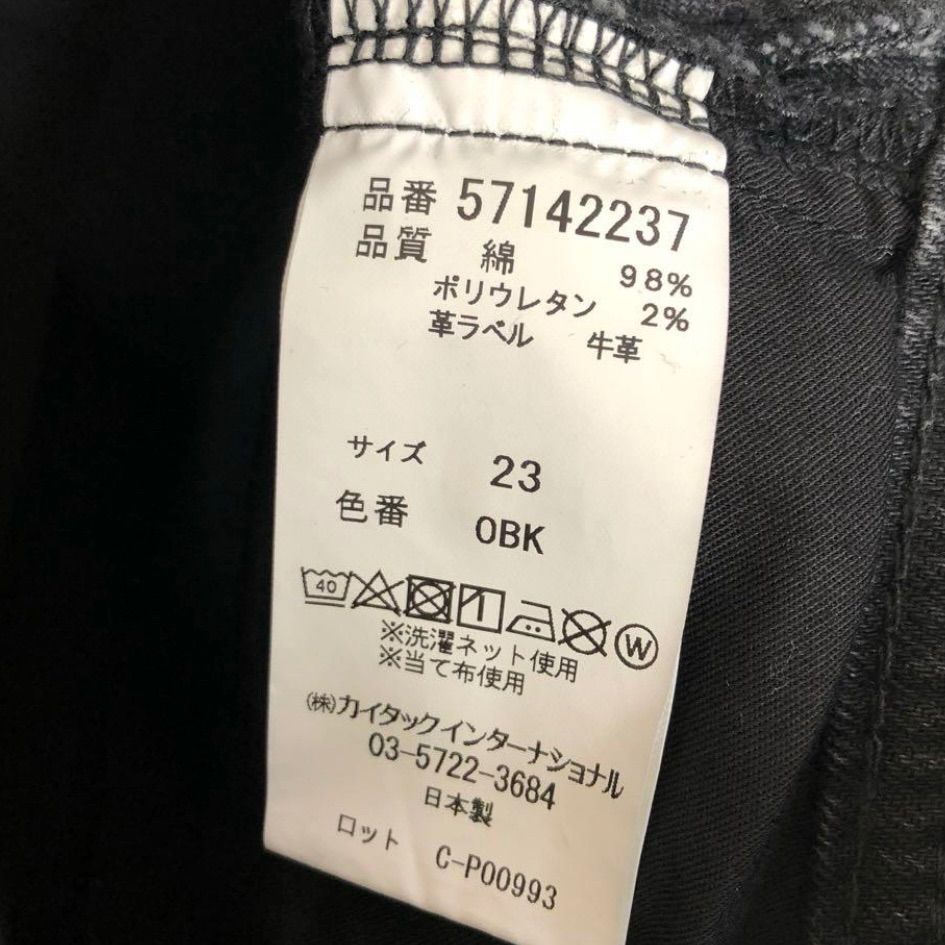 品番 57142237
品質 綿 98%
ポリウレタン 2%
革ラベル 牛革
サイズ 23
色番 OBK
40 W
※洗濯ネット使用
※当て布使用
(株)カイタックインターナショナル
03-5722-3684
日本製
ロット C-P00993